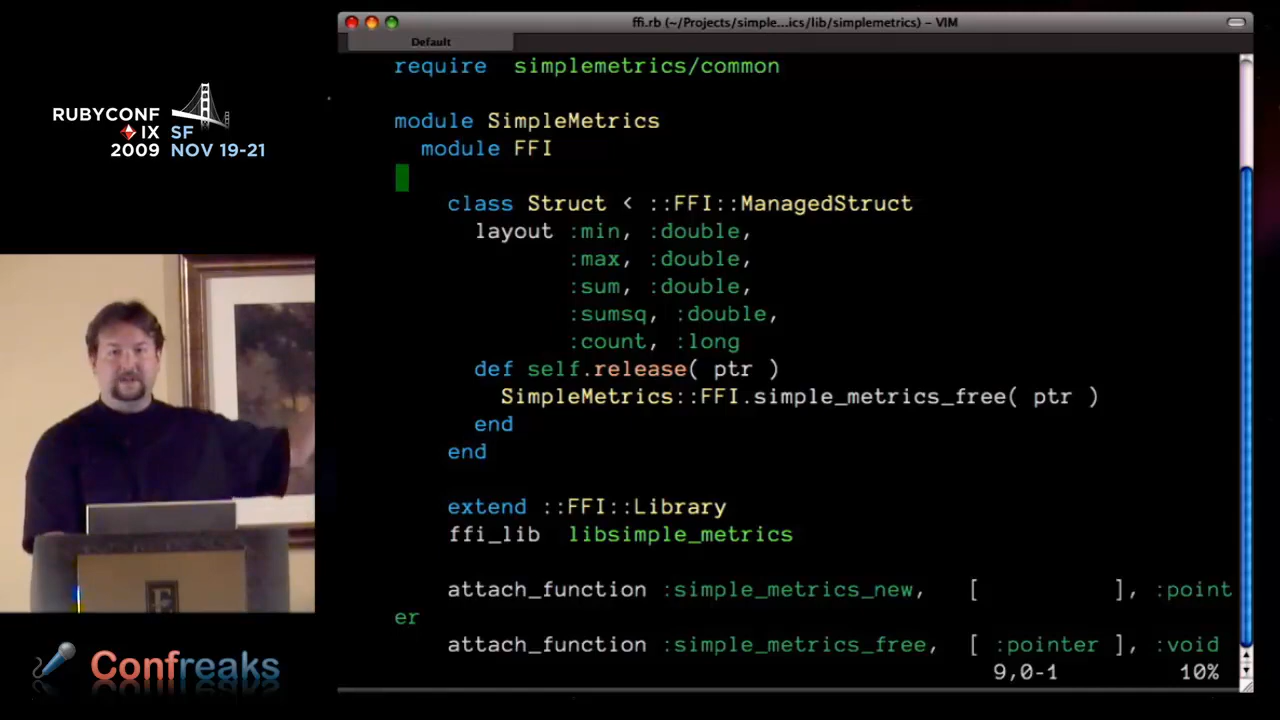 ffi.rb (~/Projects/simple...ics/lib/simplemetrics) – VIM
Default
RUBYCONF
IX SF
2009 NOV 19-21
require simplemetrics/common
module SimpleMetrics
module FFI
class Struct < ::FFI::ManagedStruct
layout :min, :double,
:max, :double,
:sum, :double,
:sumsq, :double,
:count, :long
def self.release( ptr )
SimpleMetrics::FFI.simple_metrics_free( ptr )
end
end
extend ::FFI::Library
ffi_lib libsimple_metrics
attach_function :simple_metrics_new, [ ], :point
er
attach_function :simple_metrics_free, [ :pointer ], :void
9,0-1 10%
Confreaks